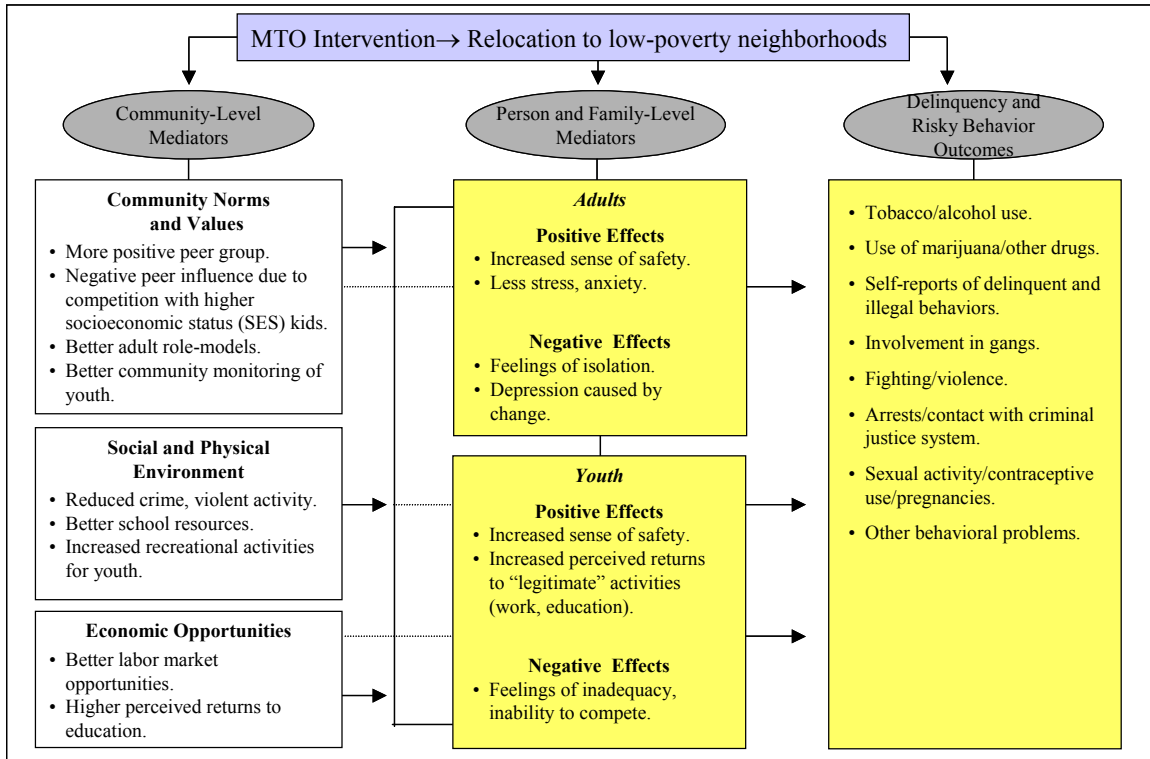 MTO Intervention→ Relocation to low-poverty neighborhoods
Community-Level
Mediators
Person and Family-Level
Mediators
Delinquency and
Risky Behavior
Outcomes
Community Norms
and Values
• More positive peer group.
• Negative peer influence due to
competition with higher
socioeconomic status (SES) kids.
• Better adult role-models.
• Better community monitoring of
youth.
Social and Physical
Environment
• Reduced crime, violent activity.
• Better school resources.
• Increased recreational activities
for youth.
Economic Opportunities
• Better labor market
opportunities.
• Higher perceived returns to
education.
Adults
Positive Effects
• Increased sense of safety.
• Less stress, anxiety.
Negative Effects
• Feelings of isolation.
• Depression caused by
change.
Youth
Positive Effects
• Increased sense of safety.
• Increased perceived returns
to “legitimate” activities
(work, education).
Negative Effects
• Feelings of inadequacy,
inability to compete.
• Tobacco/alcohol use.
• Use of marijuana/other drugs.
• Self-reports of delinquent and
illegal behaviors.
• Involvement in gangs.
• Fighting/violence.
• Arrests/contact with criminal
justice system.
• Sexual activity/contraceptive
use/pregnancies.
• Other behavioral problems.